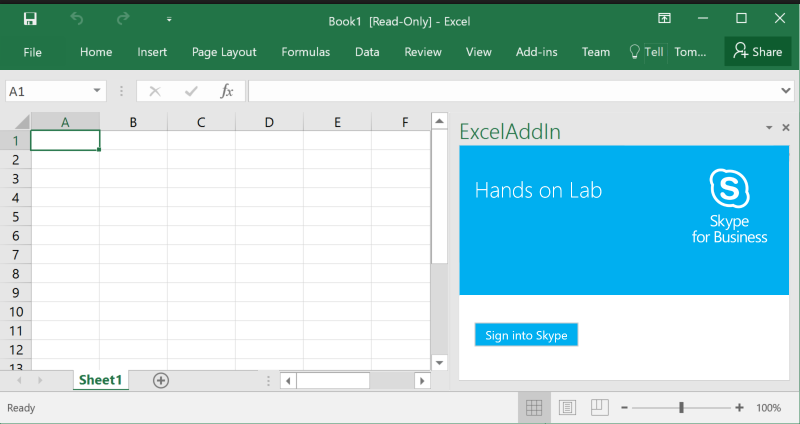 Book1 [Read-Only] - Excel
File Home Insert Page Layout Formulas Data Review View Add-ins Team Tell Tom... Share
A1 fx
A B C D E F
1
2
3
4
5
6
7
8
9
10
11
12
13
ExcelAddIn
Hands on Lab
Skype
for Business
Sign into Skype
Sheet1
Ready 100%